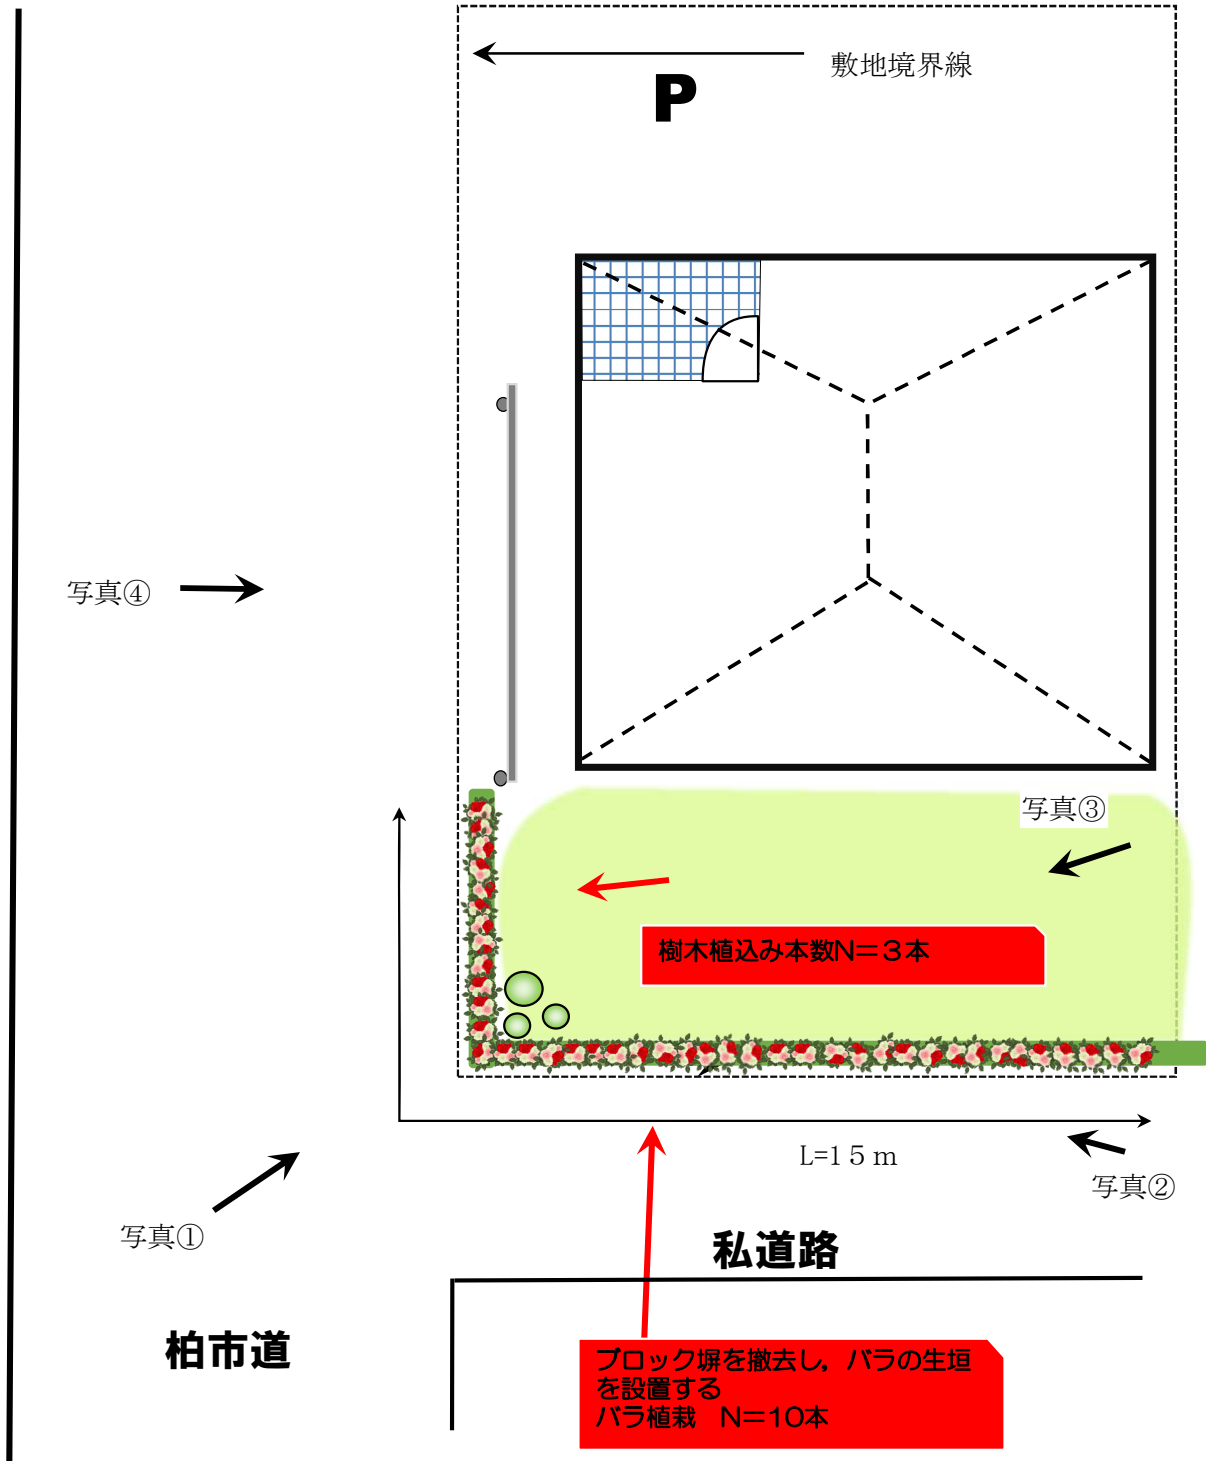 敷地境界線
P
写真④
写真③
樹木植込み本数N＝３本
L=1５ｍ
写真②
写真①
私道路
柏市道
ブロック塀を撤去し，バラの生垣
を設置する
バラ植栽　N＝10本